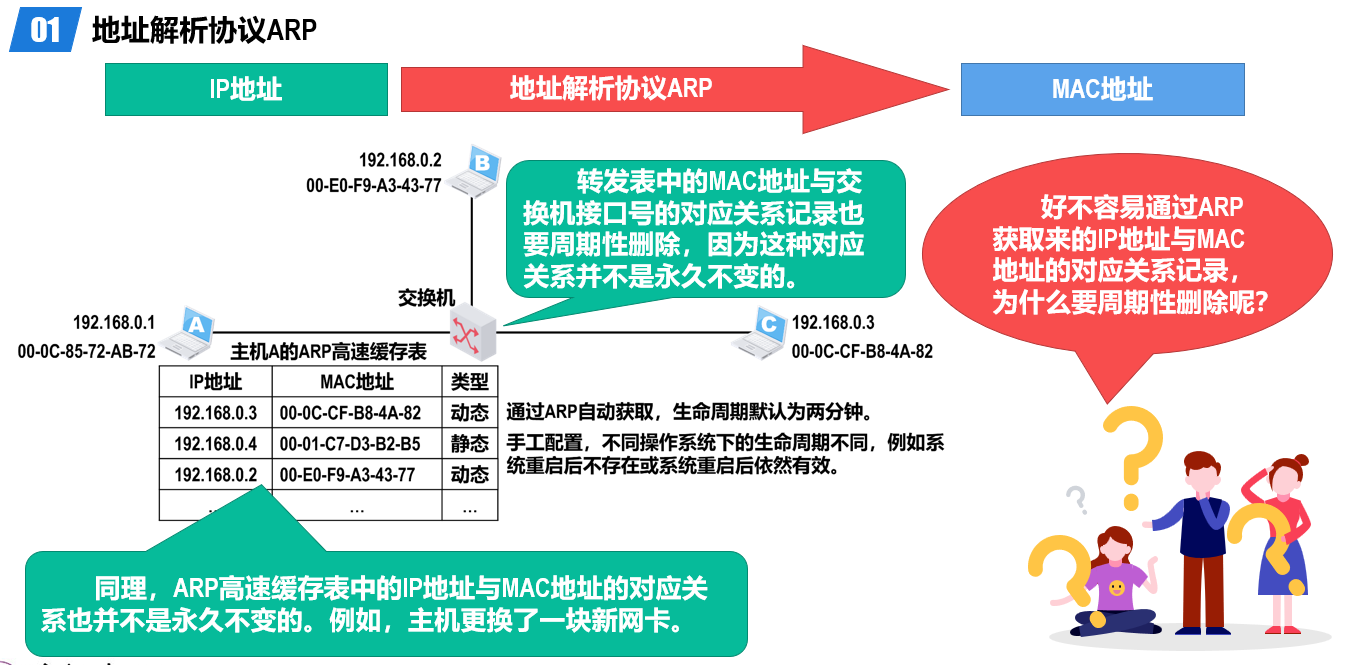 01 地址解析协议ARP
IP地址
地址解析协议ARP
MAC地址
192.168.0.2
00-E0-F9-A3-43-77
B
转发表中的MAC地址与交
换机接口号的对应关系记录也
要周期性删除，因为这种对应
关系并不是永久不变的。
好不容易通过ARP
获取来的IP地址与MAC
地址的对应关系记录，
为什么要周期性删除呢？
交换机
192.168.0.1
00-0C-85-72-AB-72
A
C
192.168.0.3
00-0C-CF-B8-4A-82
主机A的ARP高速缓存表
IP地址 MAC地址 类型
192.168.0.3 00-0C-CF-B8-4A-82 动态
通过ARP自动获取，生命周期默认为两分钟。
192.168.0.4 00-01-C7-D3-B2-B5 静态
手工配置，不同操作系统下的生命周期不同，例如系
统重启后不存在或系统重启后依然有效。
192.168.0.2 00-E0-F9-A3-43-77 动态
… … …
同理，ARP高速缓存表中的IP地址与MAC地址的对应关
系也并不是永久不变的。例如，主机更换了一块新网卡。